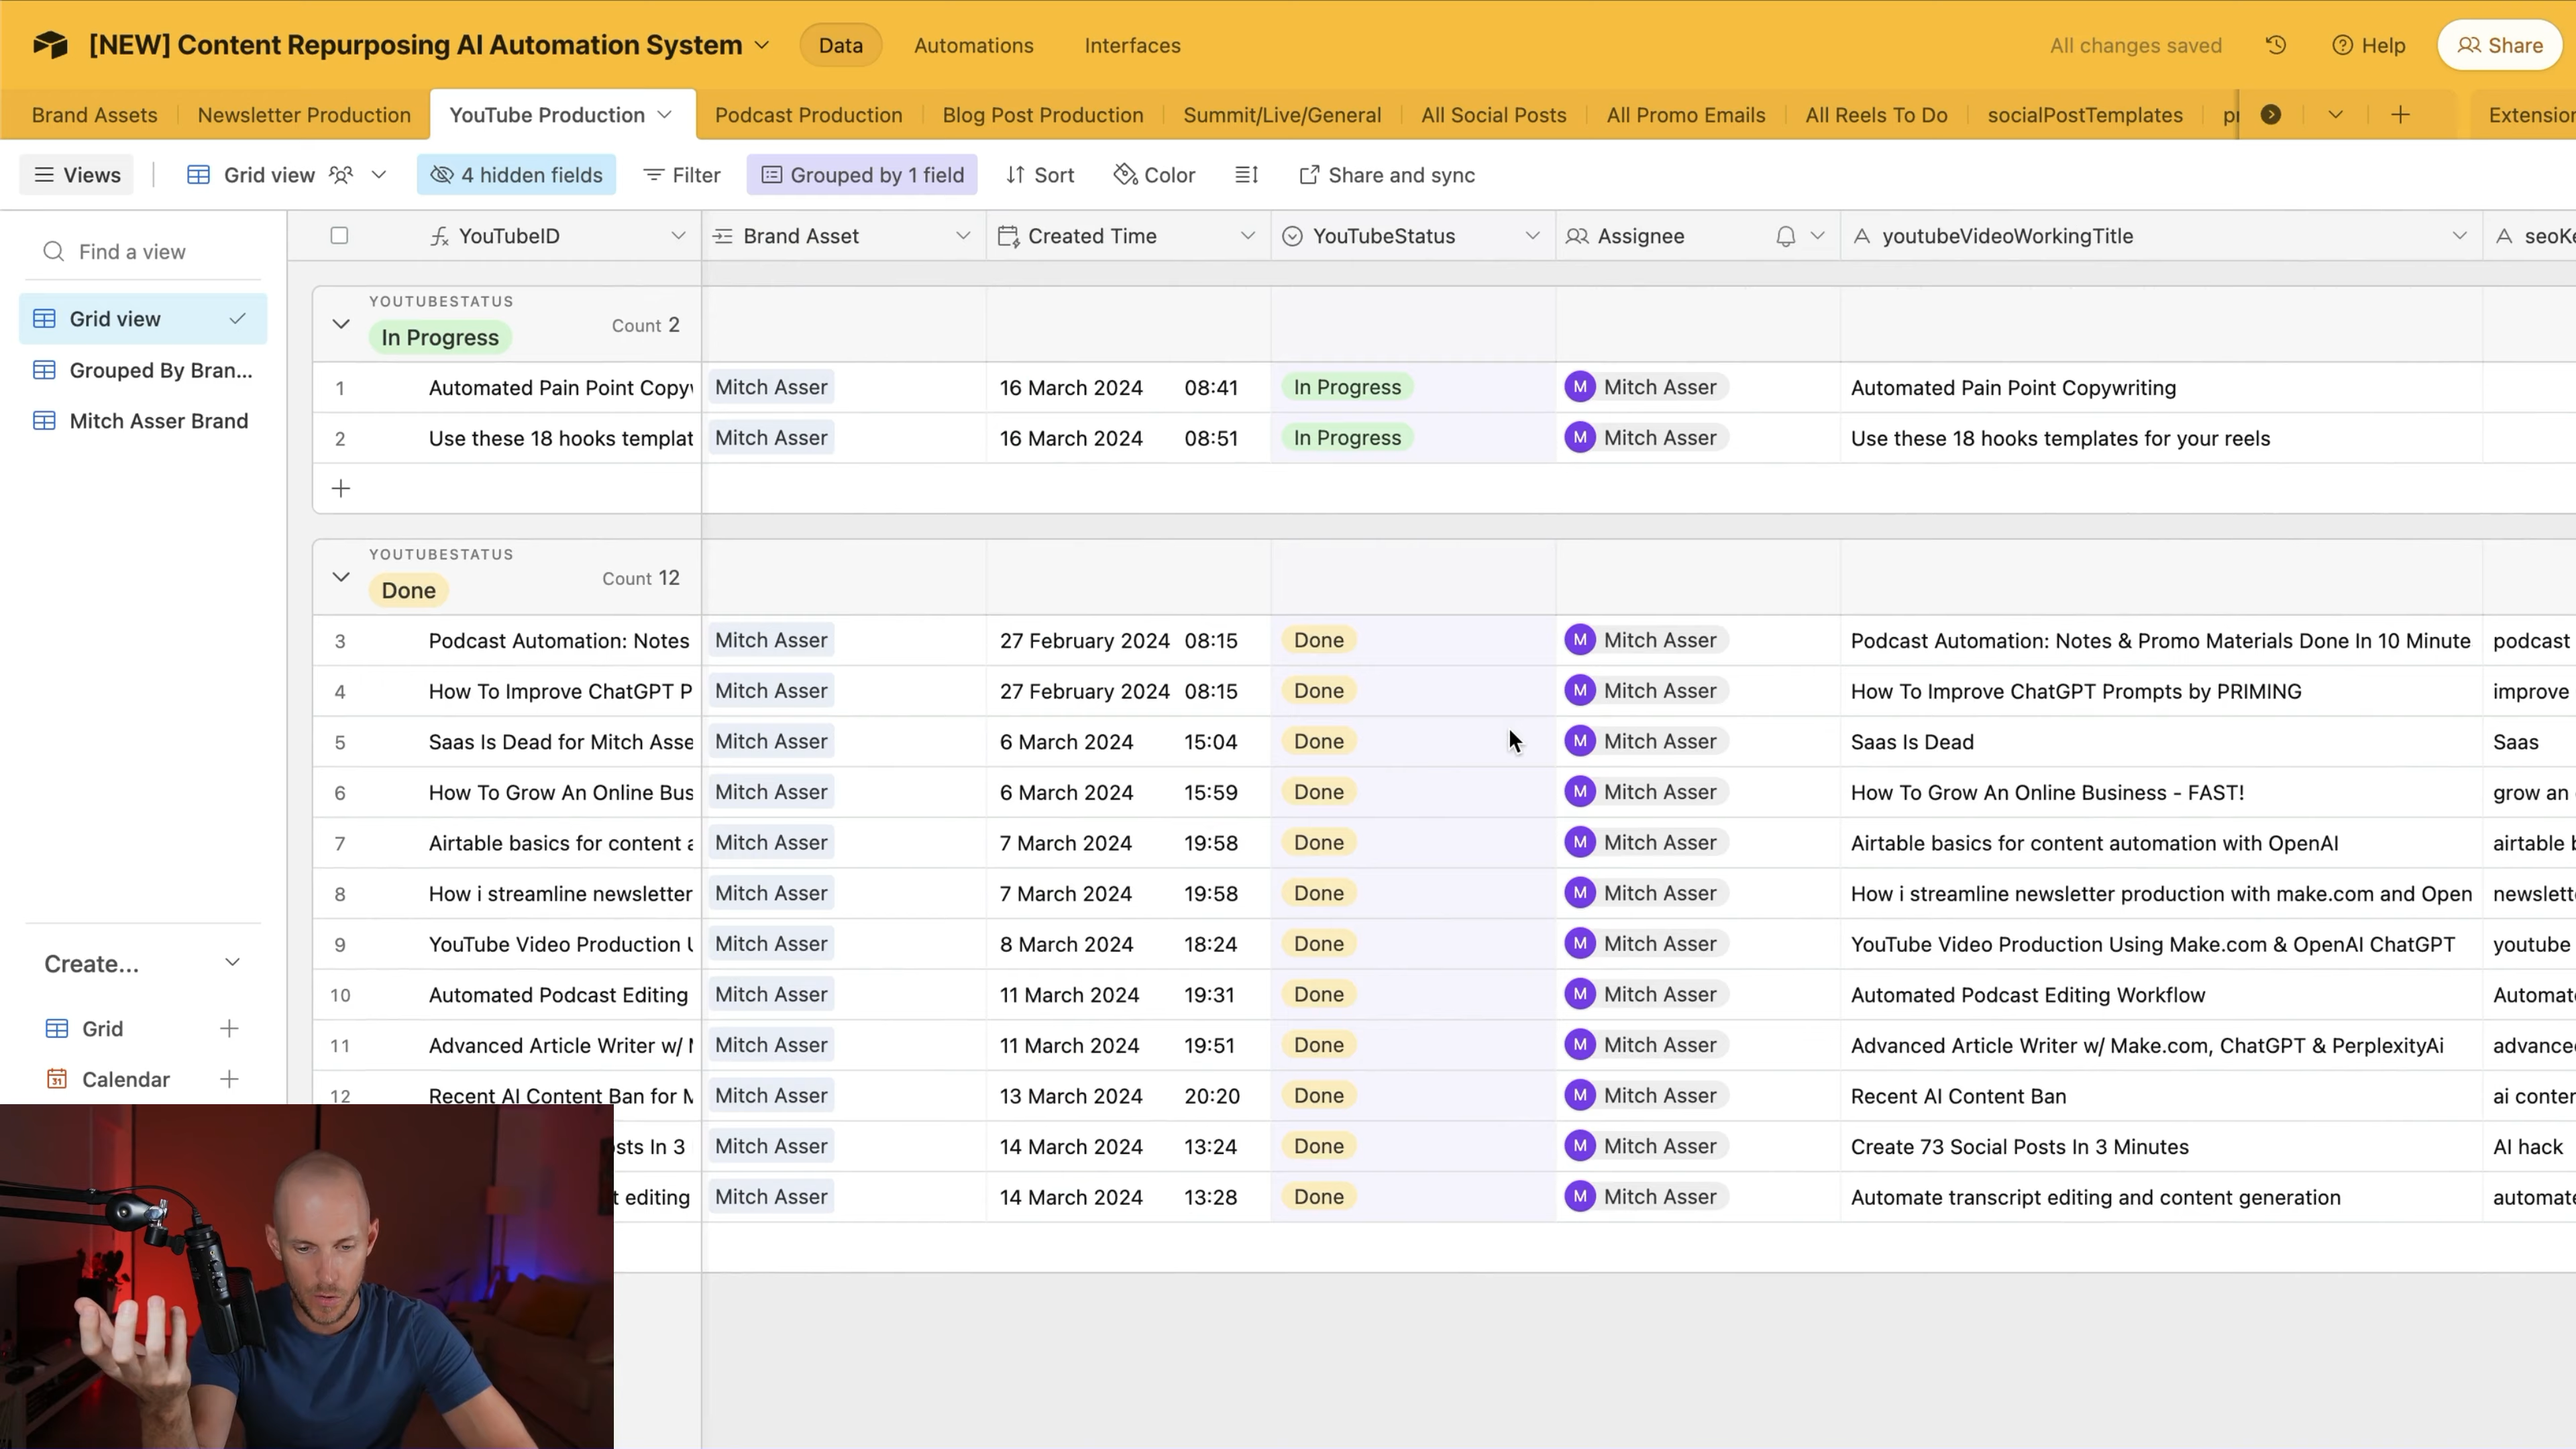 [NEW] Content Repurposing AI Automation System Data Automations Interfaces All changes saved Help Share
Brand Assets Newsletter Production YouTube Production Podcast Production Blog Post Production Summit/Live/General All Social Posts All Promo Emails All Reels To Do socialPostTemplates Extension
Views Grid view 4 hidden fields Filter Grouped by 1 field Sort Color Share and sync
Find a view
Grid view
Grouped By Bran...
Mitch Asser Brand
Create...
Grid
Calendar
YouTubeID Brand Asset Created Time YouTubeStatus Assignee youtubeVideoWorkingTitle seoKe
YOUTUBESTATUS
In Progress Count 2
1 Automated Pain Point Copyw Mitch Asser 16 March 2024 08:41 In Progress M Mitch Asser Automated Pain Point Copywriting
2 Use these 18 hooks templat Mitch Asser 16 March 2024 08:51 In Progress M Mitch Asser Use these 18 hooks templates for your reels
YOUTUBESTATUS
Done Count 12
3 Podcast Automation: Notes Mitch Asser 27 February 2024 08:15 Done M Mitch Asser Podcast Automation: Notes & Promo Materials Done In 10 Minute podcast
4 How To Improve ChatGPT P Mitch Asser 27 February 2024 08:15 Done M Mitch Asser How To Improve ChatGPT Prompts by PRIMING improve
5 Saas Is Dead for Mitch Asse Mitch Asser 6 March 2024 15:04 Done M Mitch Asser Saas Is Dead Saas
6 How To Grow An Online Bus Mitch Asser 6 March 2024 15:59 Done M Mitch Asser How To Grow An Online Business - FAST! grow an
7 Airtable basics for content a Mitch Asser 7 March 2024 19:58 Done M Mitch Asser Airtable basics for content automation with OpenAI airtable b
8 How i streamline newsletter Mitch Asser 7 March 2024 19:58 Done M Mitch Asser How i streamline newsletter production with make.com and Open newslett
9 YouTube Video Production U Mitch Asser 8 March 2024 18:24 Done M Mitch Asser YouTube Video Production Using Make.com & OpenAI ChatGPT youtube
10 Automated Podcast Editing Mitch Asser 11 March 2024 19:31 Done M Mitch Asser Automated Podcast Editing Workflow Automate
11 Advanced Article Writer w/ M Mitch Asser 11 March 2024 19:51 Done M Mitch Asser Advanced Article Writer w/ Make.com, ChatGPT & PerplexityAi advanced
12 Recent AI Content Ban for M Mitch Asser 13 March 2024 20:20 Done M Mitch Asser Recent AI Content Ban ai conten
osts In 3 Mitch Asser 14 March 2024 13:24 Done M Mitch Asser Create 73 Social Posts In 3 Minutes AI hack
t editing Mitch Asser 14 March 2024 13:28 Done M Mitch Asser Automate transcript editing and content generation automate